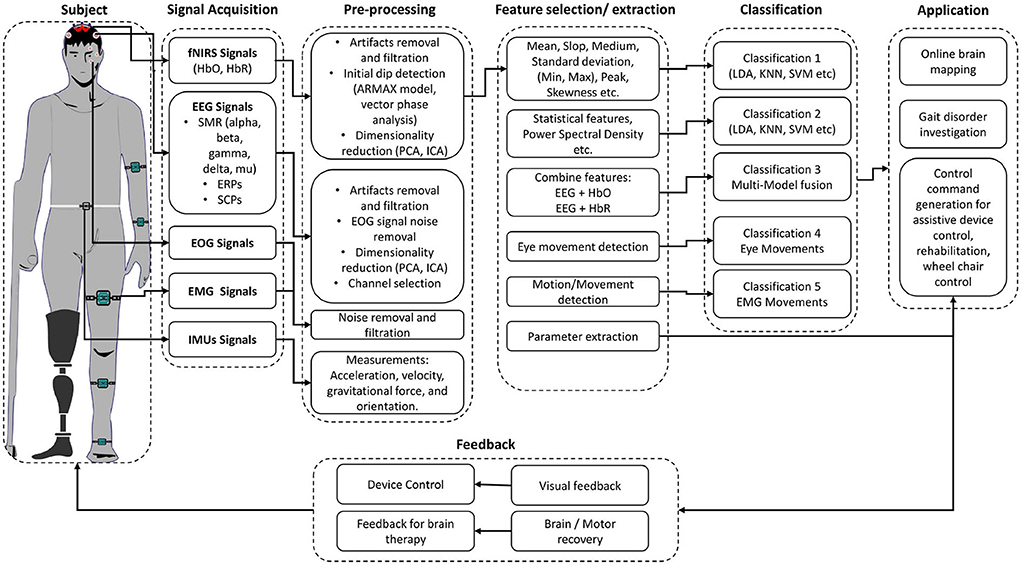 Subject
Signal Acquisition
fNIRS Signals
(HbO, HbR)
EEG Signals
• SMR (alpha,
beta,
gamma,
delta, mu)
• ERPs
• SCPs
EOG Signals
EMG Signals
IMUs Signals
Pre-processing
• Artifacts removal
and filtration
• Initial dip detection
(ARMAX model,
vector phase
analysis)
• Dimensionality
reduction (PCA, ICA)
• Artifacts removal
and filtration
• EOG signal noise
removal
• Dimensionality
reduction (PCA, ICA)
• Channel selection
Noise removal and
filtration
Measurements:
Acceleration, velocity,
gravitational force, and
orientation.
Feature selection/ extraction
Mean, Slop, Medium,
Standard deviation,
(Min, Max), Peak,
Skewness etc.
Statistical features,
Power Spectral Density
etc.
Combine features:
EEG + HbO
EEG + HbR
Eye movement detection
Motion/Movement
detection
Parameter extraction
Classification
Classification 1
(LDA, KNN, SVM etc)
Classification 2
(LDA, KNN, SVM etc)
Classification 3
Multi-Model fusion
Classification 4
Eye Movements
Classification 5
EMG Movements
Application
Online brain
mapping
Gait disorder
investigation
Control
command
generation for
assistive device
control,
rehabilitation,
wheel chair
control
Feedback
Device Control
Visual feedback
Feedback for brain
therapy
Brain / Motor
recovery